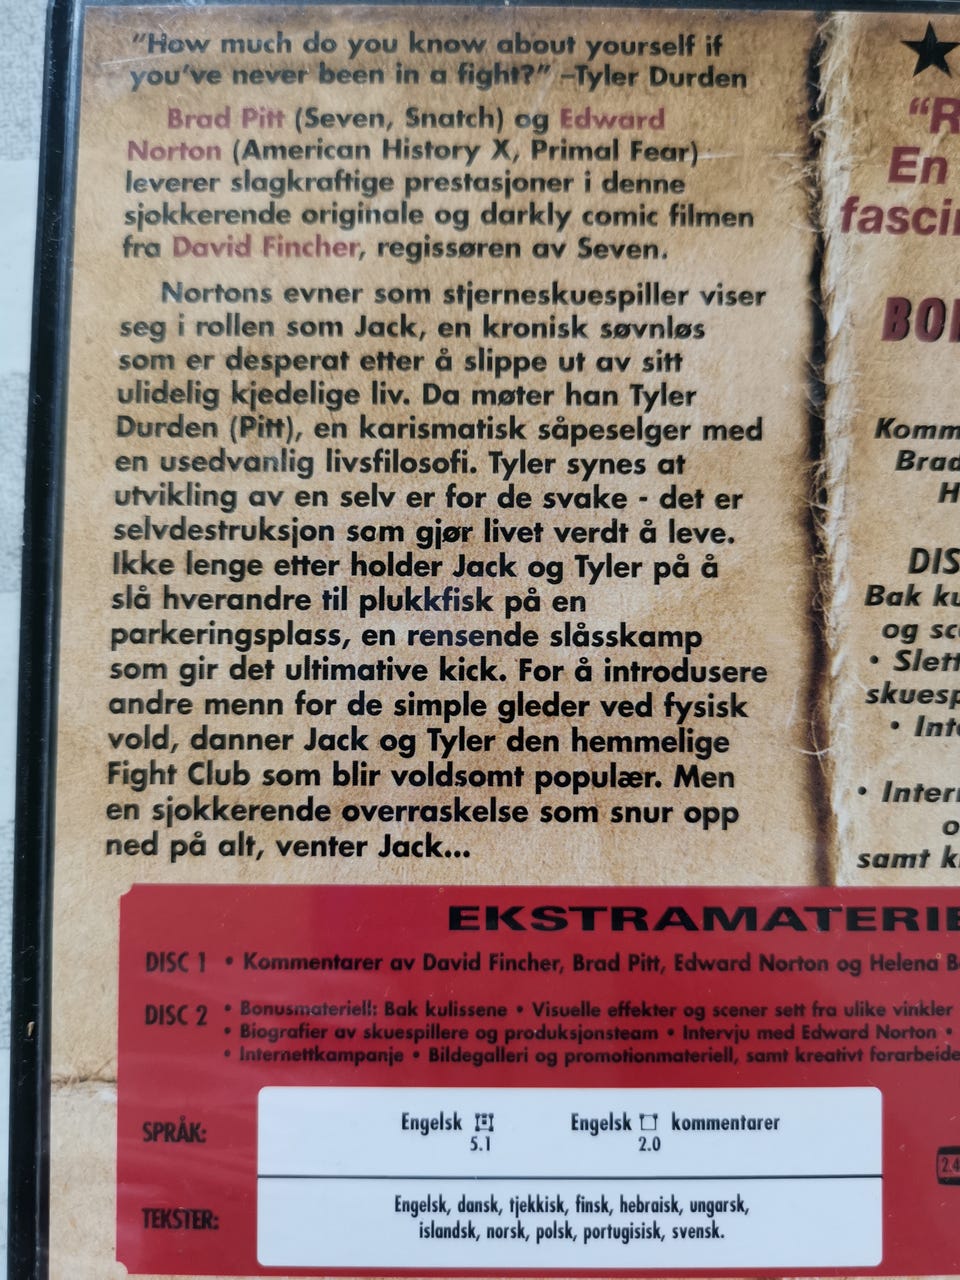 “How much do you know about yourself if
you’ve never been in a fight?” –Tyler Durden
Brad Pitt (Seven, Snatch) og Edward
Norton (American History X, Primal Fear)
leverer slagkraftige prestasjoner i denne
sjokkerende originale og darkly comic filmen
fra David Fincher, regissøren av Seven.
Nortons evner som stjerneskuespiller viser
seg i rollen som Jack, en kronisk søvnløs
som er desperat etter å slippe ut av sitt
ulidelig kjedelige liv. Da møter han Tyler
Durden (Pitt), en karismatisk såpeselger med
en usedvanlig livsfilosofi. Tyler synes at
utvikling av en selv er for de svake - det er
selvdestruksjon som gjør livet verdt å leve.
Ikke lenge etter holder Jack og Tyler på å
slå hverandre til plukkfisk på en
parkeringsplass, en rensende slåsskamp
som gir det ultimative kick. For å introdusere
andre menn for de simple gleder ved fysisk
vold, danner Jack og Tyler den hemmelige
Fight Club som blir voldsomt populær. Men
en sjokkerende overraskelse som snur opp
ned på alt, venter Jack...
“R
En
fascin
BO
Komm
Brad
H
DIS
Bak ku
og sc
• Slett
skuesp
• Inte
• Intern
o
samt k
EKSTRAMATERIE
DISC 1 • Kommentarer av David Fincher, Brad Pitt, Edward Norton og Helena B
DISC 2 • Bonusmateriell: Bak kulissene • Visuelle effekter og scener sett fra ulike vinkler
• Biografier av skuespillere og produksjonsteam • Intervju med Edward Norton •
• Internettkampanje • Bildegalleri og promotionmateriell, samt kreativt forarbeide
SPRÅK: Engelsk 5.1 Engelsk 2.0 kommentarer
2.4
TEKSTER: Engelsk, dansk, tjekkisk, finsk, hebraisk, ungarsk,
islandsk, norsk, polsk, portugisisk, svensk.